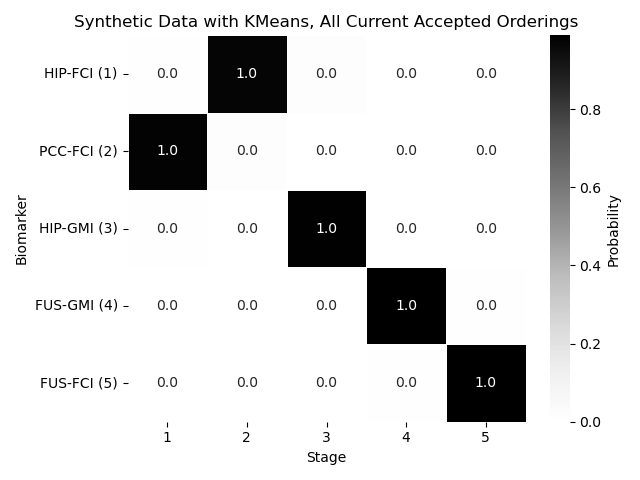 Synthetic Data with KMeans, All Current Accepted Orderings
HIP-FCI (1) 0.0 1.0 0.0 0.0 0.0
PCC-FCI (2) 1.0 0.0 0.0 0.0 0.0
HIP-GMI (3) 0.0 0.0 1.0 0.0 0.0
FUS-GMI (4) 0.0 0.0 0.0 1.0 0.0
FUS-FCI (5) 0.0 0.0 0.0 0.0 1.0
1 2 3 4 5
Stage
Biomarker
0.8
0.6
0.4
0.2
0.0
Probability